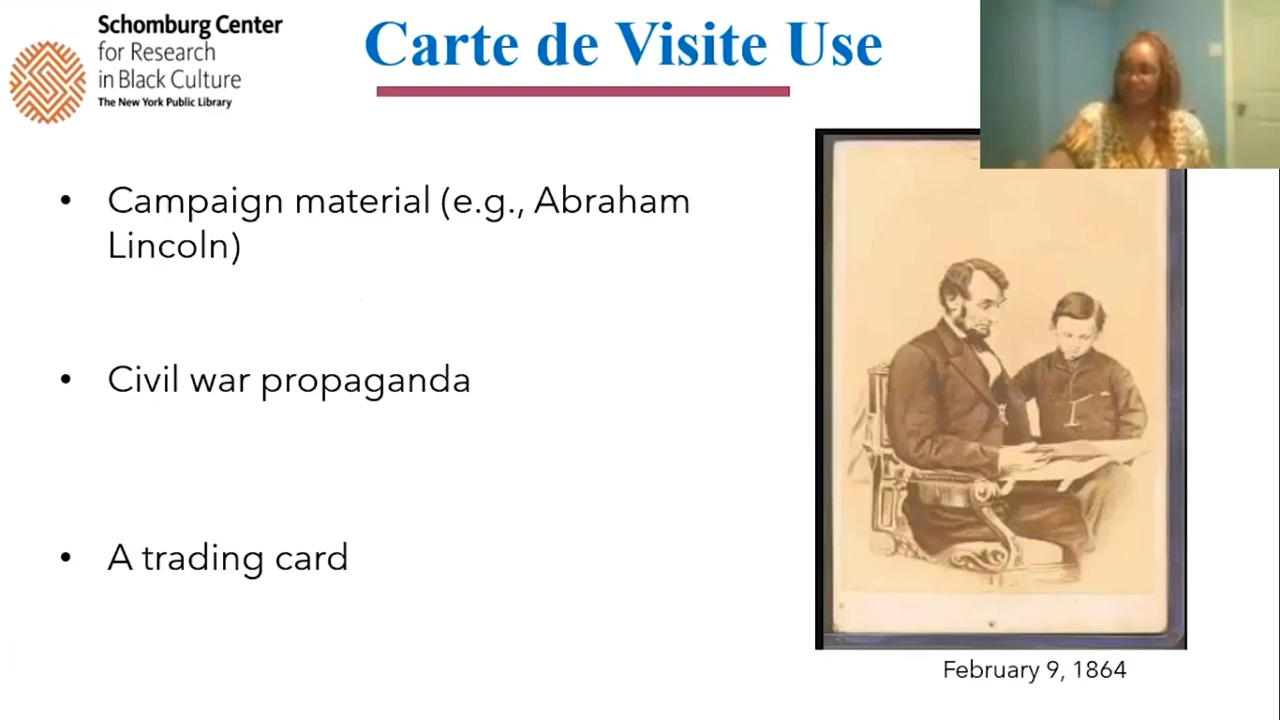 Schomburg Center
for Research
in Black Culture
The New York Public Library
Carte de Visite Use
• Campaign material (e.g., Abraham
Lincoln)
• Civil war propaganda
• A trading card
February 9, 1864